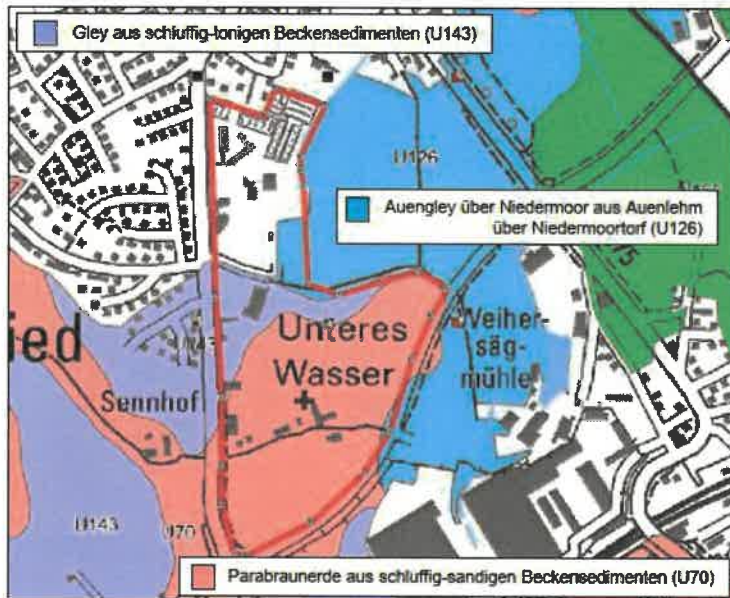 Gley aus schluffig-tonigen Beckensedimenten (U143)
U126
Auengley über Niedermoor aus Auenlehm
über Niedermoortorf (U126)
ied
U143
Unteres
Wasser
Weiher-
säg-
mühle
Sennhof
U143
U70
Parabraunerde aus schluffig-sandigen Beckensedimenten (U70)